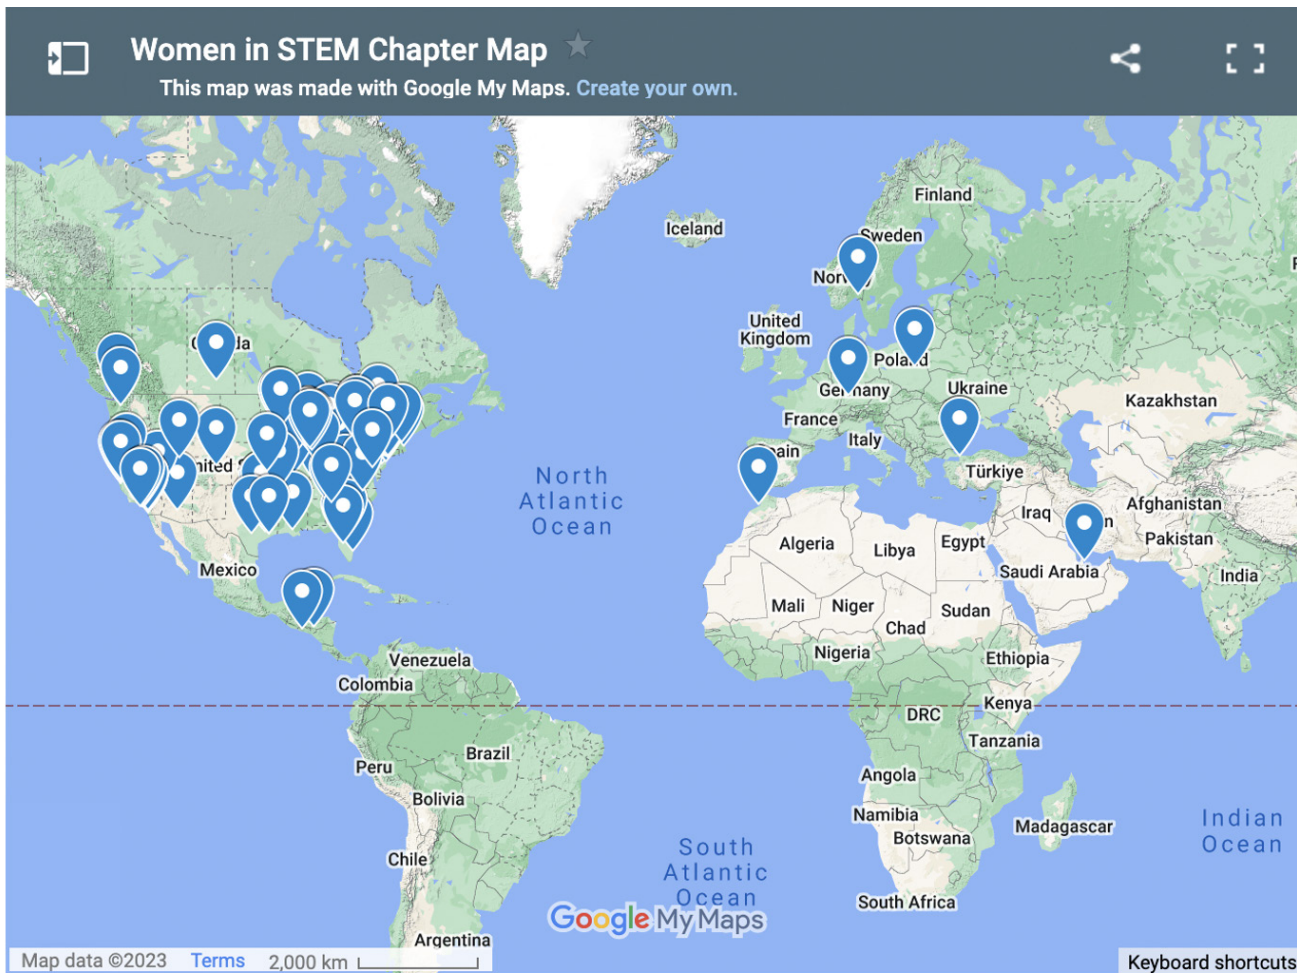 Women in STEM Chapter Map
This map was made with Google My Maps. Create your own.
Finland
Iceland
Sweden
United
Kingdom
Poland
Germany
Ukraine
Kazakhstan
France
Italy
North
Atlantic
Ocean
Türkiye
Afghanistan
Iraq
Pakistan
Algeria
Libya
Egypt
Saudi Arabia
India
Mexico
Mali
Niger
Sudan
Chad
Nigeria
Ethiopia
Venezuela
Colombia
Kenya
DRC
Tanzania
Brazil
Peru
Angola
Bolivia
Namibia
Madagascar
Botswana
Indian
Ocean
Chile
South
Atlantic
Ocean
South Africa
Google My Maps
Argentina
Map data ©2023 Terms 2,000 km
Keyboard shortcuts